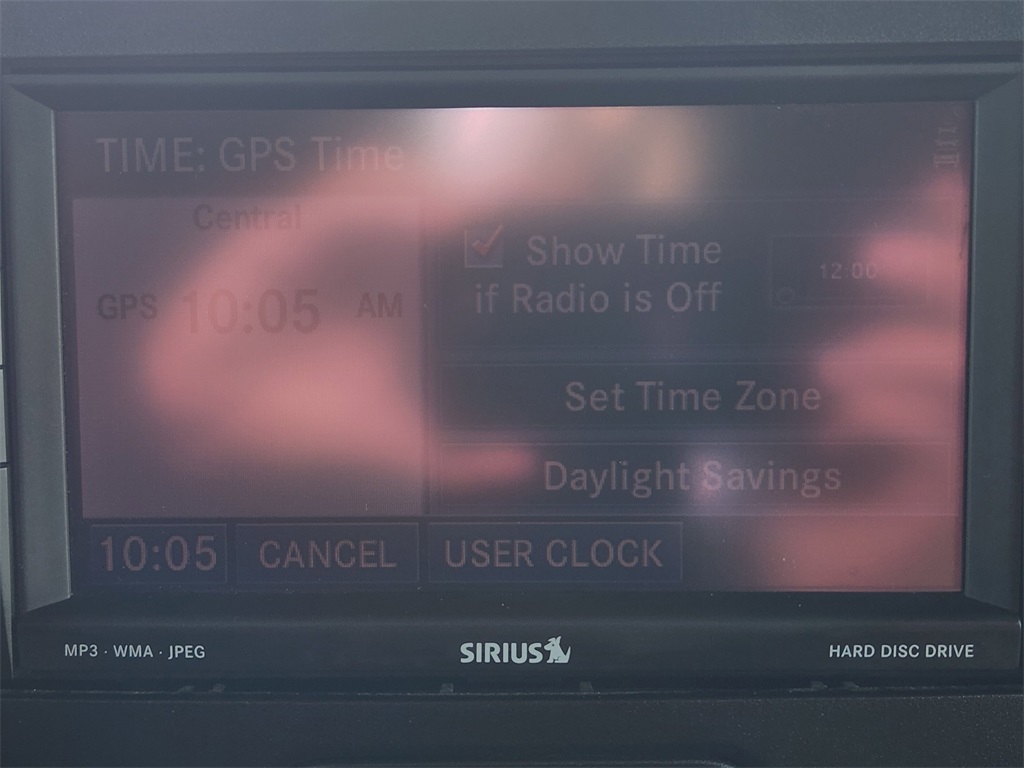 TIME: GPS Time
Central
GPS 10:05 AM
Show Time
if Radio is Off
12:00
Set Time Zone
Daylight Savings
10:05 CANCEL USER CLOCK
MP3 · WMA · JPEG SIRIUS HARD DISC DRIVE